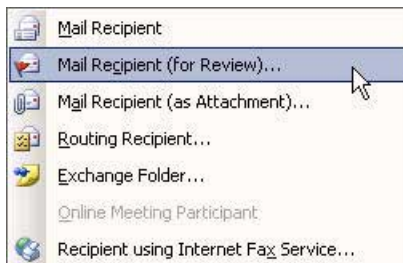 Mail Recipient
Mail Recipient (for Review)...
Mail Recipient (as Attachment)...
Routing Recipient...
Exchange Folder...
Online Meeting Participant
Recipient using Internet Fax Service...